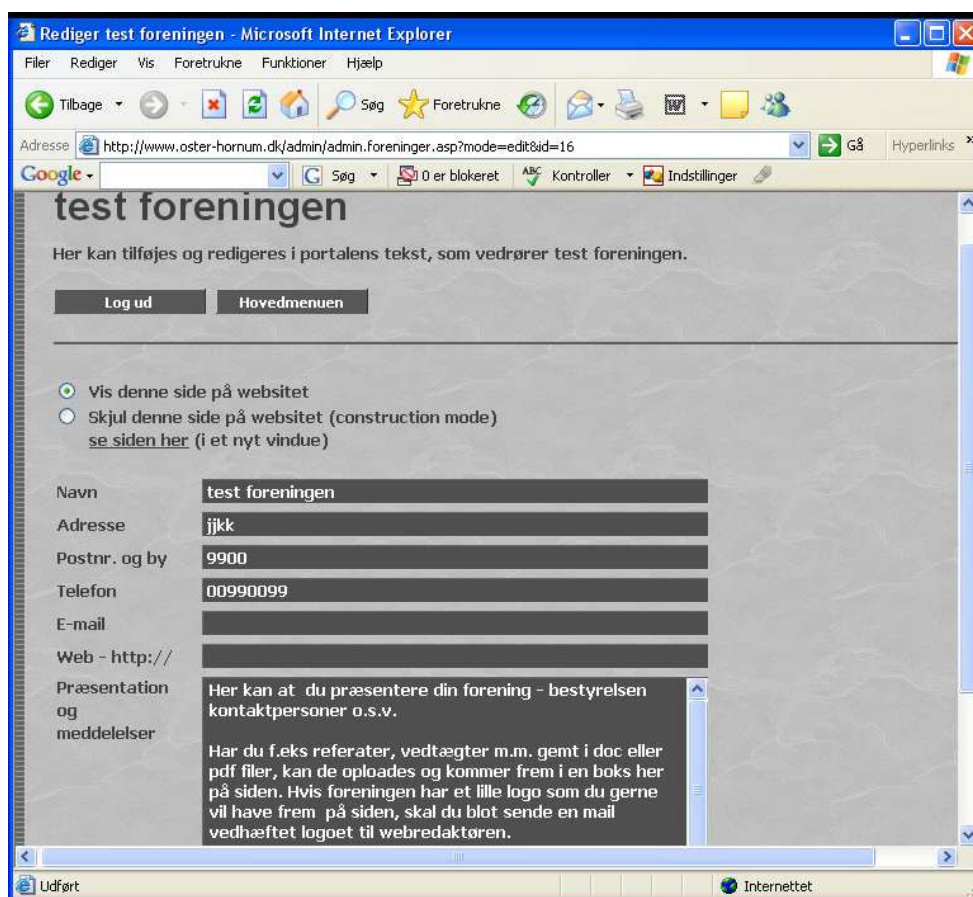 Rediger test foreningen - Microsoft Internet Explorer
Filer Rediger Vis Foretrukne Funktioner Hjælp
Tilbage Søg Foretrukne
Adresse http://www.oster-hornum.dk/admin/admin.foreninger.asp?mode=edit&id=16 Gå Hyperlinks »
Google G Søg 0 er blokeret ABC Kontroller Indstillinger
test foreningen
Her kan tilføjes og redigeres i portalens tekst, som vedrører test foreningen.
Log ud Hovedmenuen
Vis denne side på websitet
Skjul denne side på websitet (construction mode)
se siden her (i et nyt vindue)
Navn test foreningen
Adresse jjkk
Postnr. og by 9900
Telefon 00990099
E-mail
Web - http://
Præsentation
og
meddelelser
Her kan at du præsentere din forening - bestyrelsen
kontaktpersoner o.s.v.
Har du f.eks referater, vedtægter m.m. gemt i doc eller
pdf filer, kan de oploades og kommer frem i en boks her
på siden. Hvis foreningen har et lille logo som du gerne
vil have frem på siden, skal du blot sende en mail
vedhæftet logoet til webredaktøren.
Udført Internettet